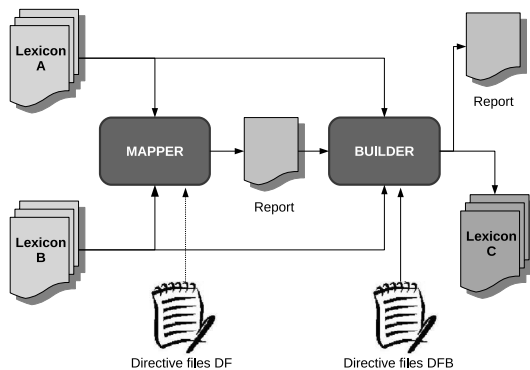 Lexicon
A
Report
MAPPER
BUILDER
Report
Lexicon
B
Lexicon
C
Directive files DF
Directive files DFB